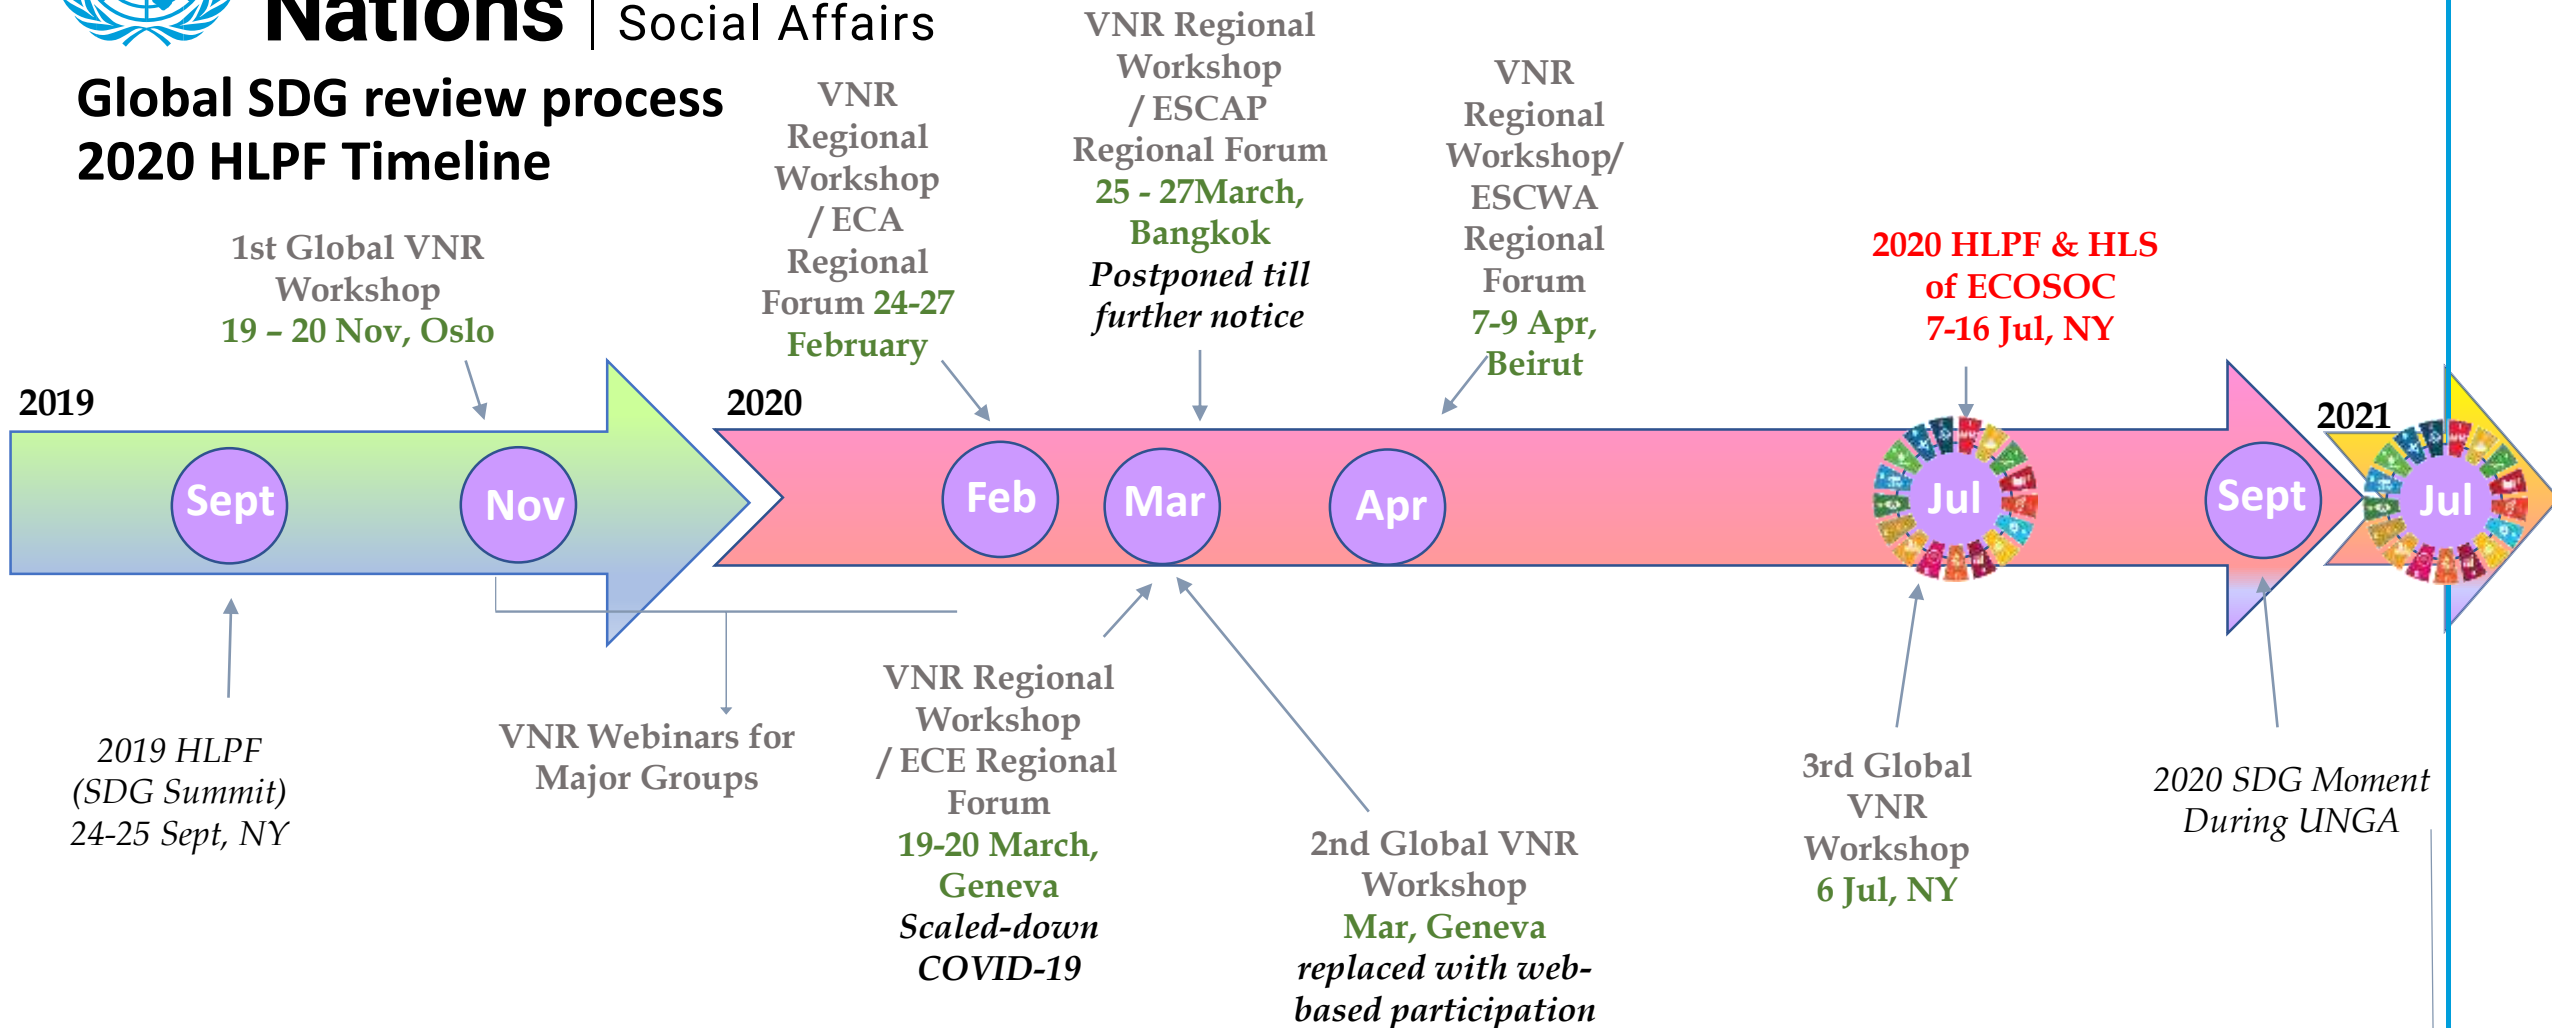 Nations
Social Affairs
Global SDG review process
2020 HLPF Timeline
1st Global VNR
Workshop
19 – 20 Nov, Oslo
VNR
Regional
Workshop
/ ECA
Regional
Forum 24-27
February
VNR Regional
Workshop
/ ESCAP
Regional Forum
25 - 27March,
Bangkok
Postponed till
further notice
VNR
Regional
Workshop/
ESCWA
Regional
Forum
7-9 Apr,
Beirut
2020 HLPF & HLS
of ECOSOC
7-16 Jul, NY
2019
2020
2021
Sept
Nov
Feb
Mar
Apr
Jul
Sept
Jul
2019 HLPF
(SDG Summit)
24-25 Sept, NY
VNR Webinars for
Major Groups
VNR Regional
Workshop
/ ECE Regional
Forum
19-20 March,
Geneva
Scaled-down
COVID-19
2nd Global VNR
Workshop
Mar, Geneva
replaced with web-
based participation
3rd Global
VNR
Workshop
6 Jul, NY
2020 SDG Moment
During UNGA